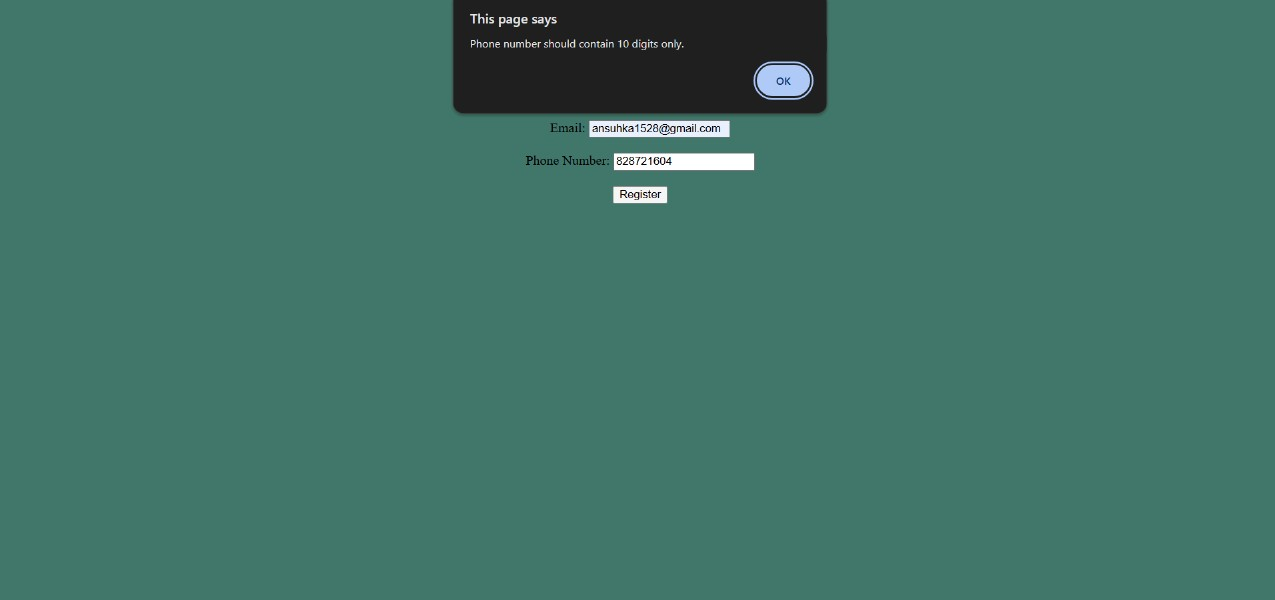 This page says
Phone number should contain 10 digits only.
OK
Email: ansuhka1528@gmail.com
Phone Number: 828721604
Register